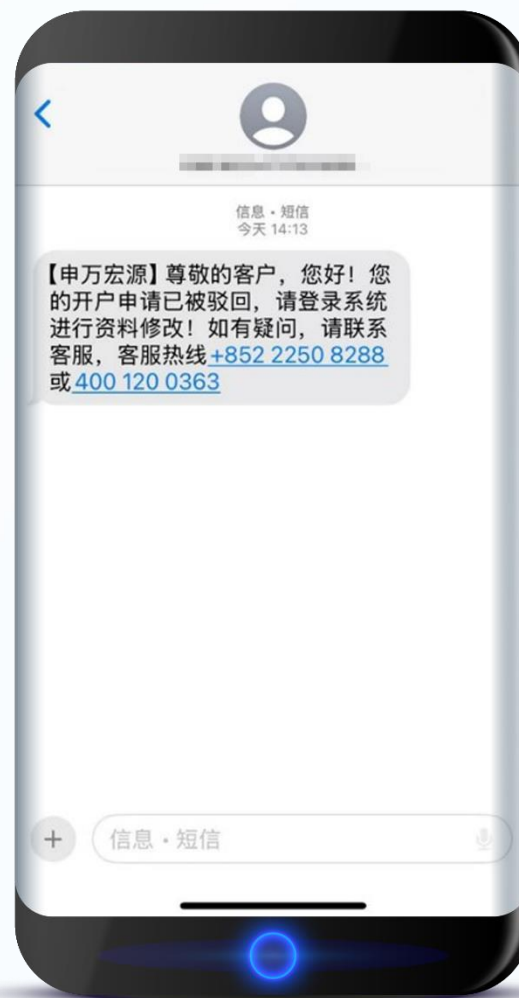 信息・短信
今天 14:13
【申万宏源】尊敬的客户，您好！您
的开户申请已被驳回，请登录系统
进行资料修改！如有疑问，请联系
客服，客服热线+852 2250 8288
或400 120 0363
信息・短信